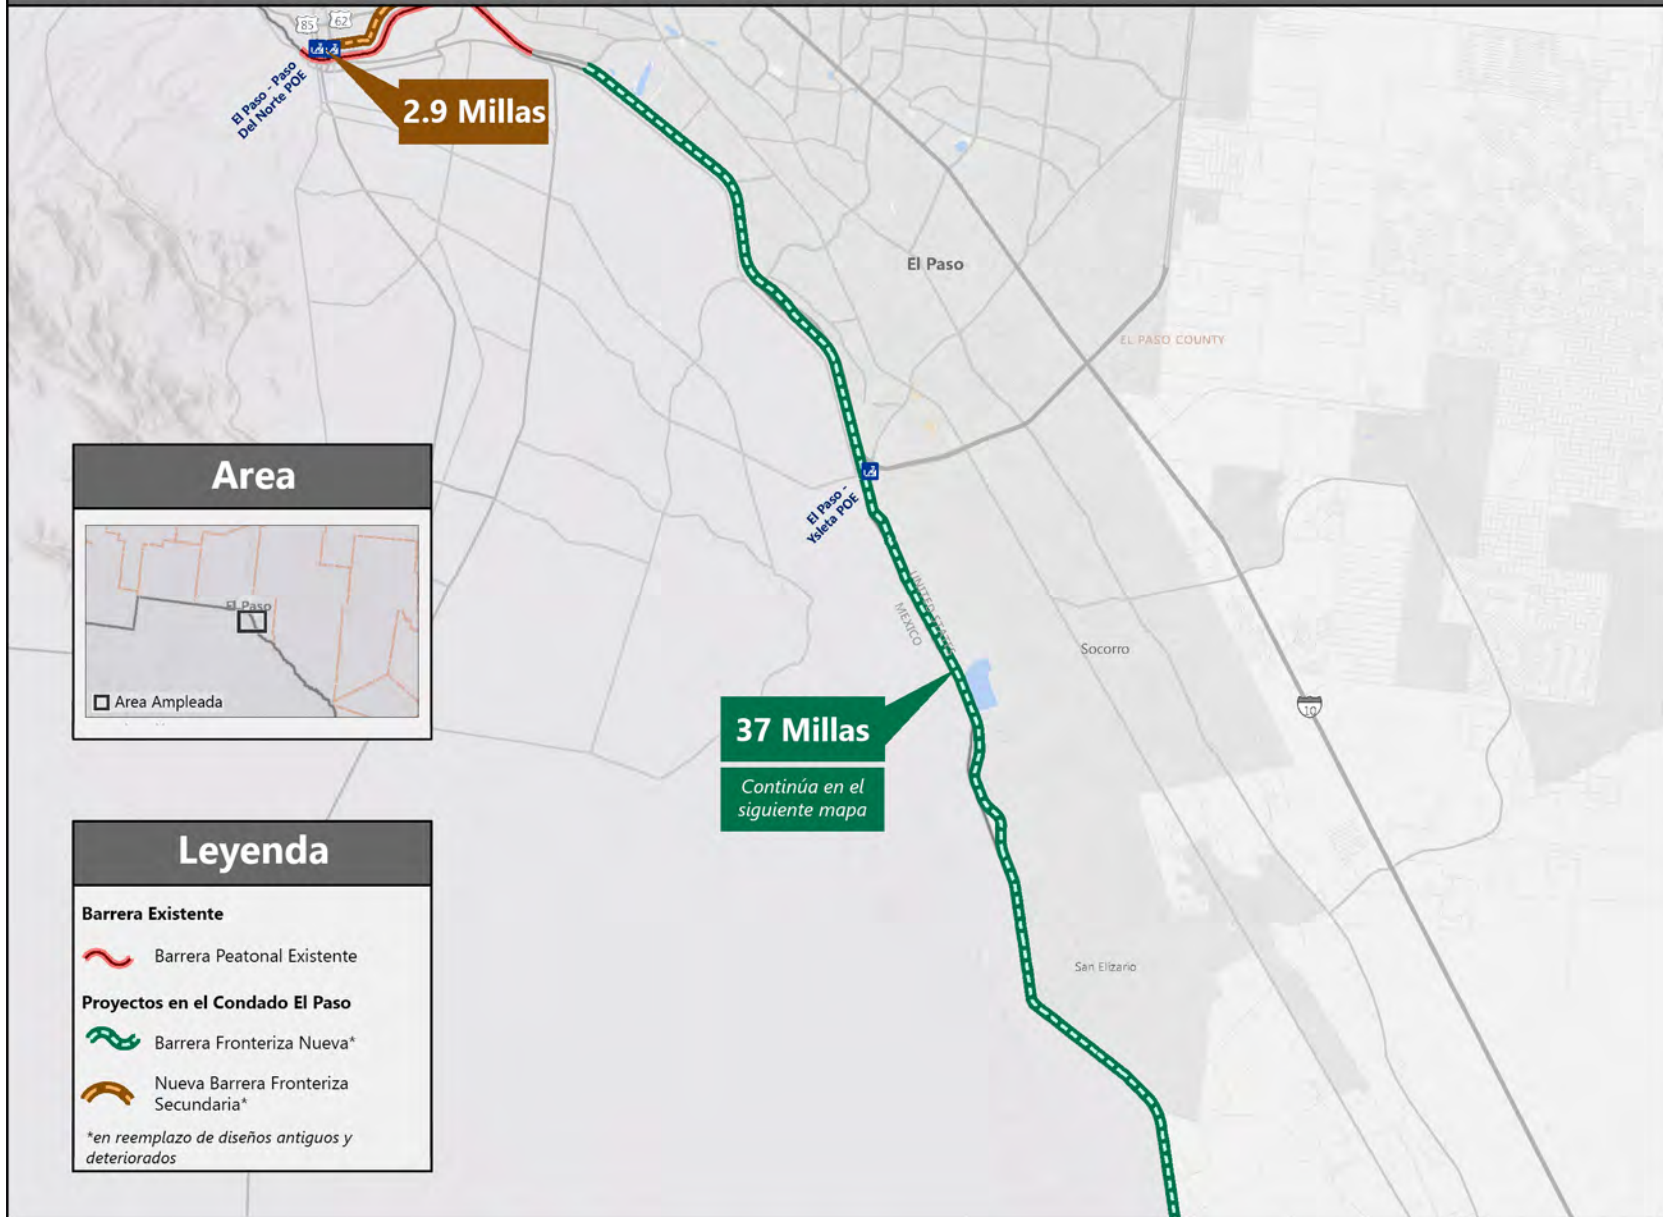 85
62
El Paso - Paso
Del Norte POE
2.9 Millas
El Paso
EL PASO COUNTY
El Paso -
Ysleta POE
UNITED STATES
MEXICO
Socorro
10
37 Millas
Continúa en el
siguiente mapa
San Elizario
Area
El Paso
Area Ampleada
Leyenda
Barrera Existente
Barrera Peatonal Existente
Proyectos en el Condado El Paso
Barrera Fronteriza Nueva*
Nueva Barrera Fronteriza
Secundaria*
*en reemplazo de diseños antiguos y
deteriorados